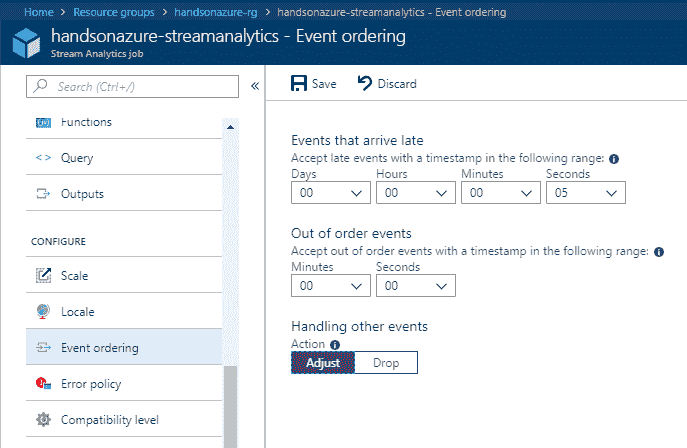 Home > Resource groups > handsonazure-rg > handsonazure-streamanalytics - Event ordering
handsonazure-streamanalytics - Event ordering
Stream Analytics job
Search (Ctrl+/)
«
Functions
<> Query
Outputs
CONFIGURE
Scale
Locale
Event ordering
Error policy
Compatibility level
Save Discard
Events that arrive late
Accept late events with a timestamp in the following range:
Days Hours Minutes Seconds
00 00 00 05
Out of order events
Accept out of order events with a timestamp in the following range:
Minutes Seconds
00 00
Handling other events
Action
Adjust Drop